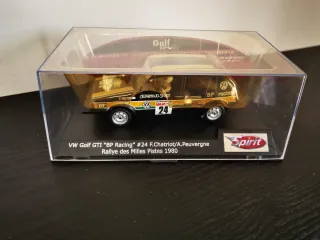 Golf
VW Golf GTI "BP Racing" #24 F.Chatriot/A.Peuvergne
Rallye des Milles Pistes 1980
24
Spirit